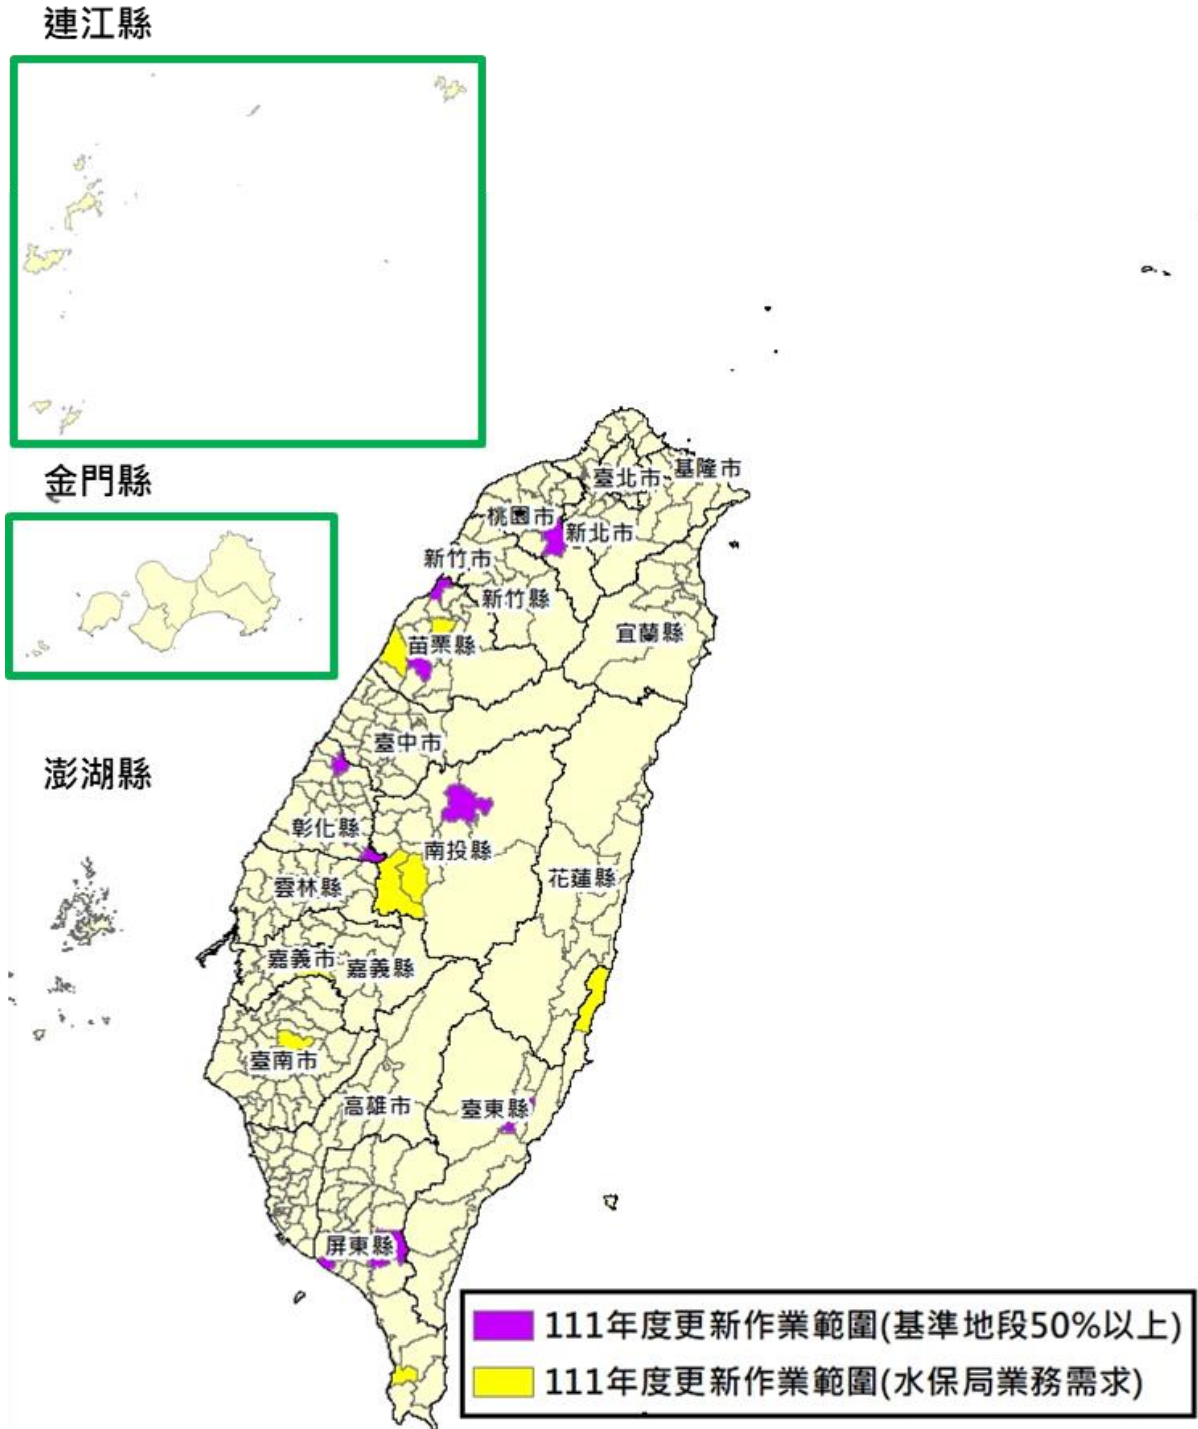 連江縣
金門縣
澎湖縣
臺北市
基隆市
桃園市
新北市
新竹市
新竹縣
宜蘭縣
苗栗縣
臺中市
彰化縣
南投縣
雲林縣
花蓮縣
嘉義市
嘉義縣
臺南市
高雄市
臺東縣
屏東縣
111年度更新作業範圍(基準地段50%以上)
111年度更新作業範圍(水保局業務需求)